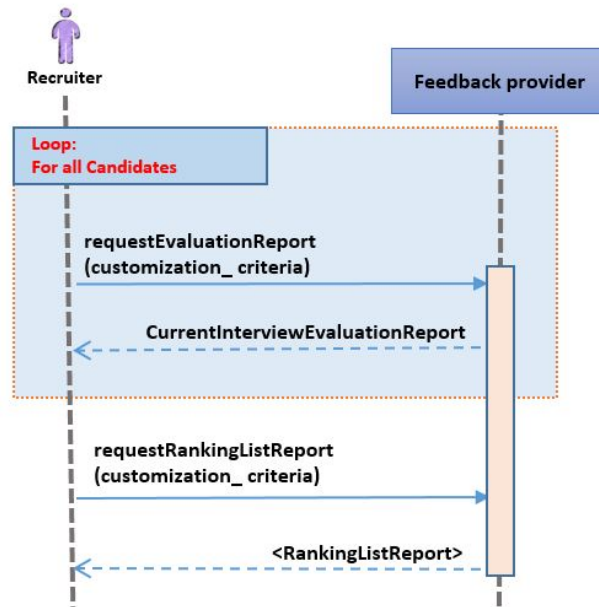 Recruiter
Feedback provider
Loop:
For all Candidates
requestEvaluationReport
(customization_ criteria)
CurrentInterviewEvaluationReport
requestRankingListReport
(customization_ criteria)
<RankingListReport>